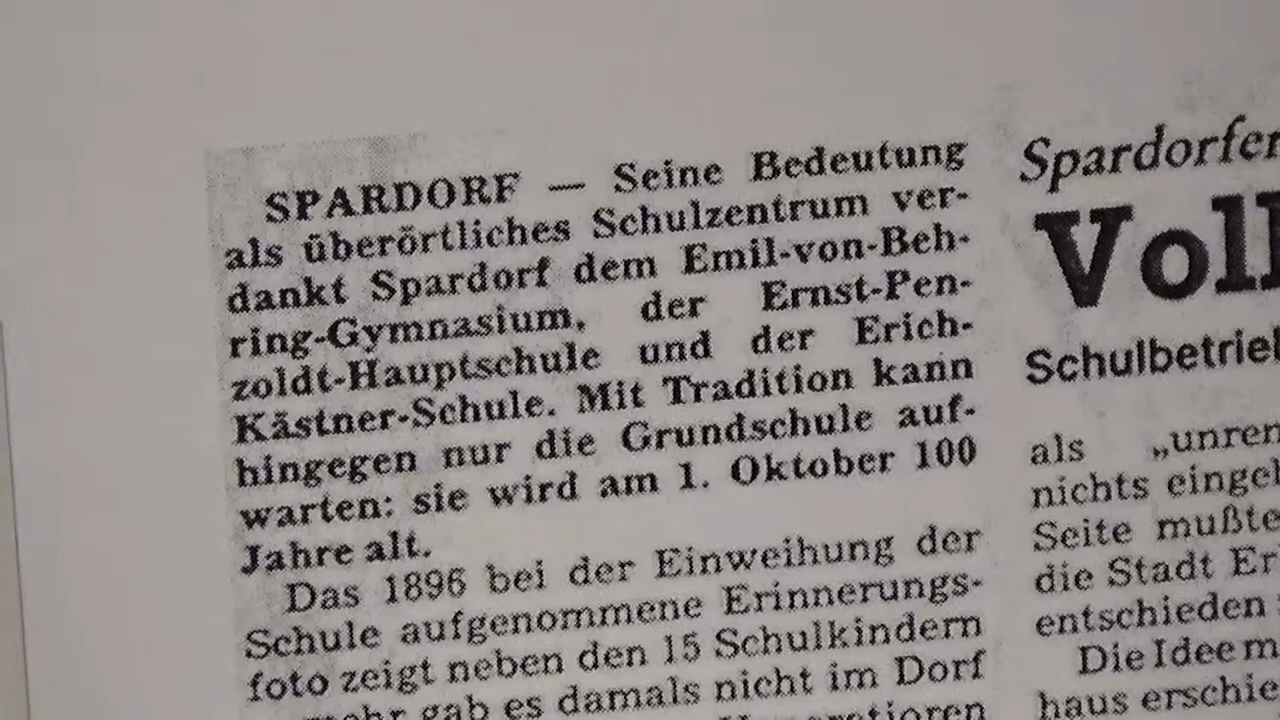 SPARDORF — Seine Bedeutung
als überörtliches Schulzentrum ver-
dankt Spardorf dem Emil-von-Beh-
ring-Gymnasium, der Ernst-Pen-
zoldt-Hauptschule und der Erich-
Kästner-Schule. Mit Tradition kann
hingegen nur die Grundschule auf-
warten: sie wird am 1. Oktober 100
Jahre alt.
Das 1896 bei der Einweihung der
Schule aufgenommene Erinnerungs-
foto zeigt neben den 15 Schulkindern
mehr gab es damals nicht im Dorf
Spardorfer
Voll
Schulbetrieb
als „unren
nichts eingel
Seite mußte
die Stadt Er
entschieden
Die Idee m
haus erschie